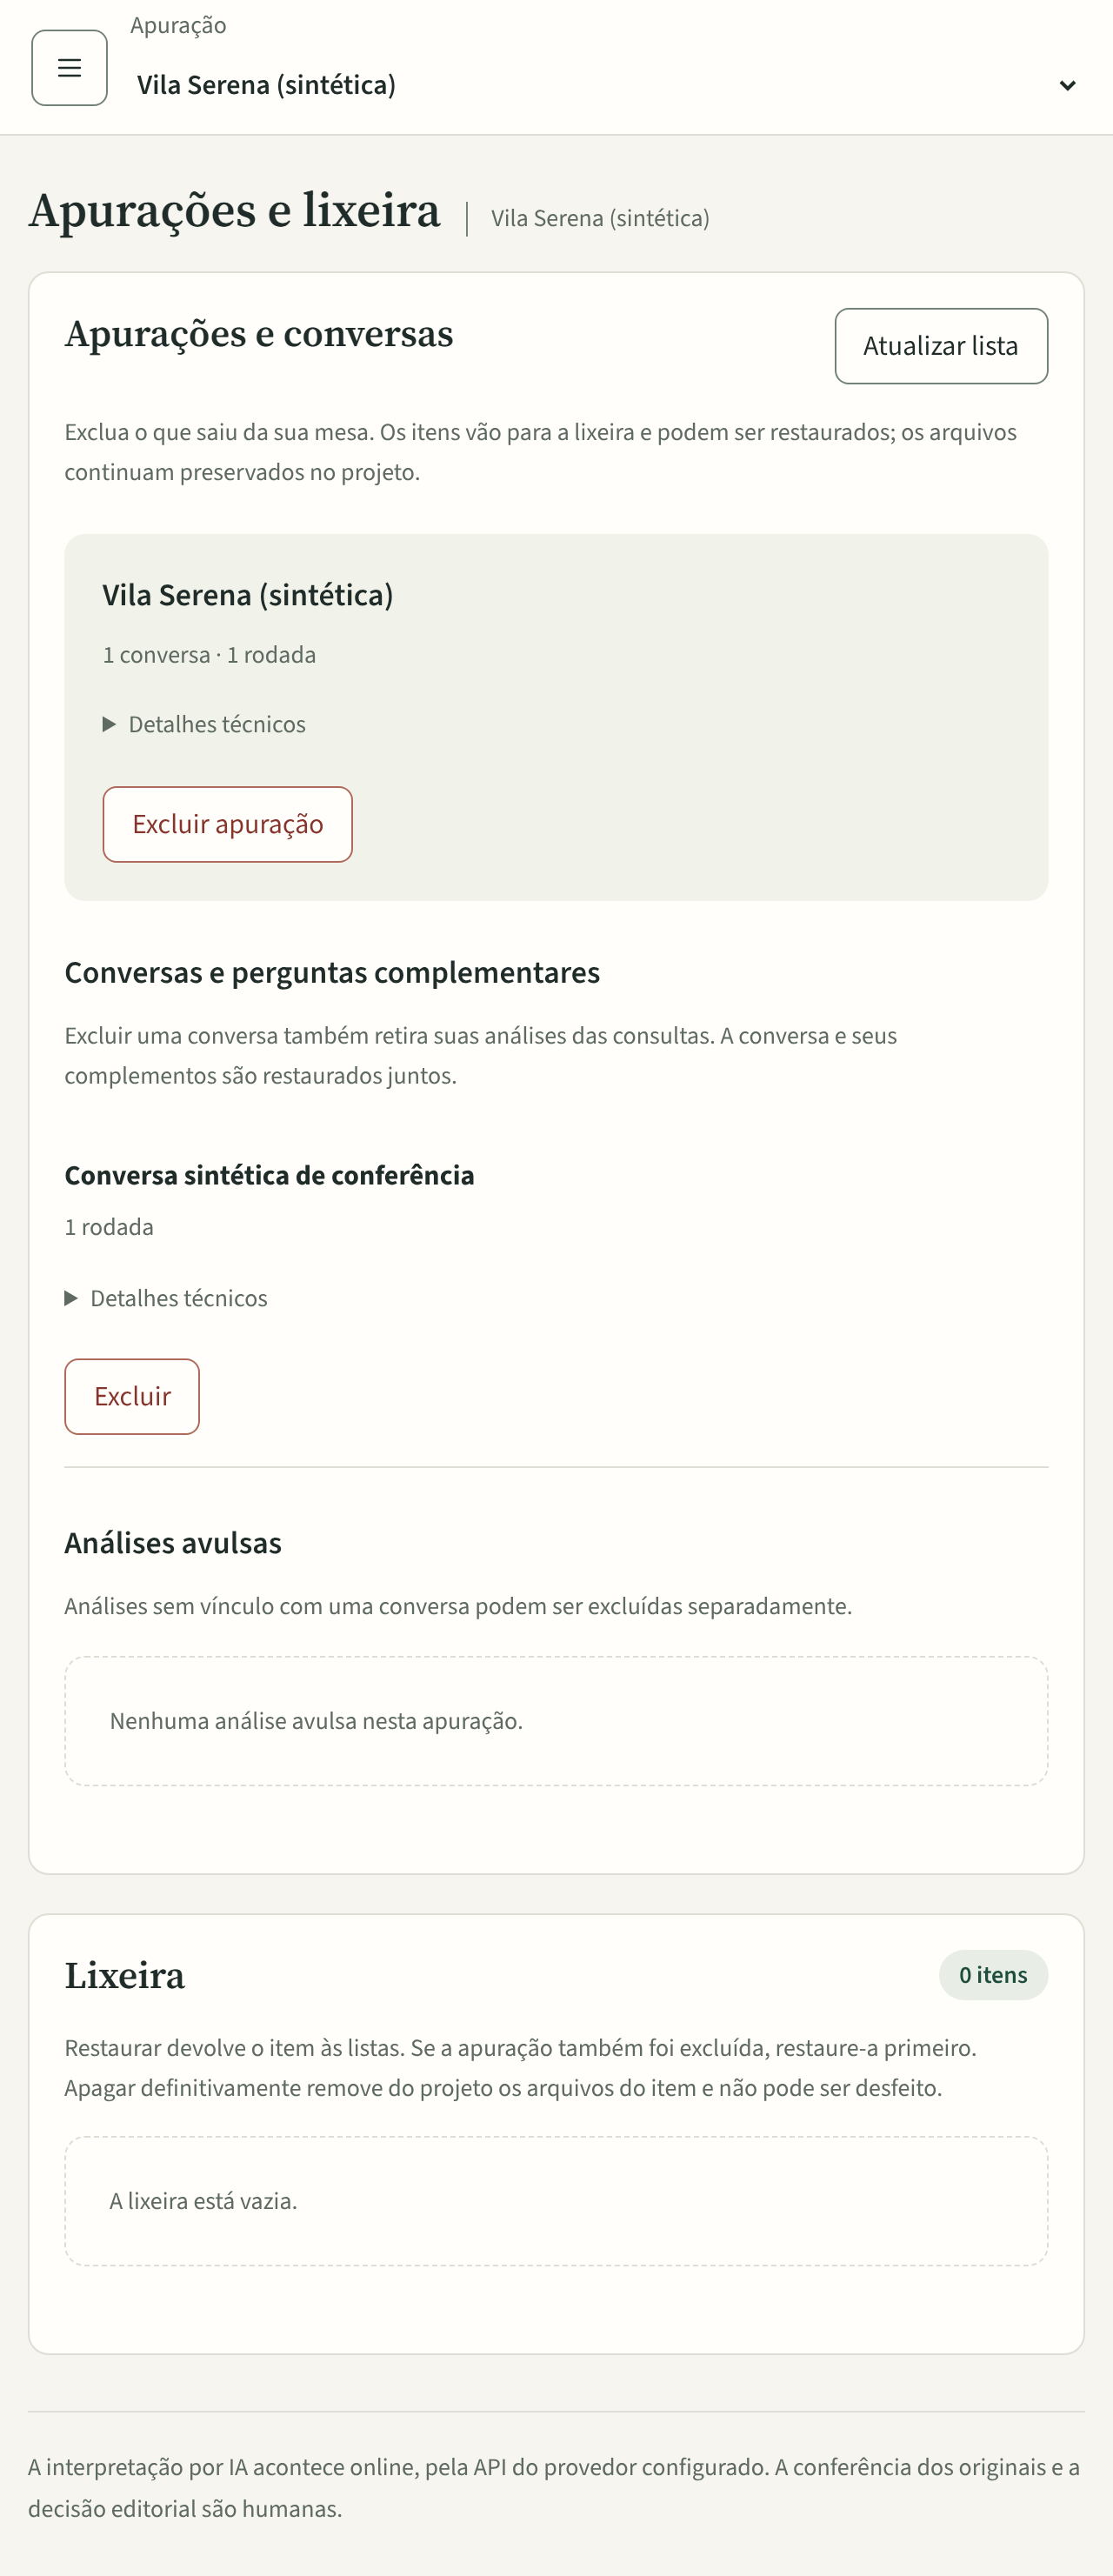 Apuração
Vila Serena (sintética)
Apurações e lixeira
Vila Serena (sintética)
Apurações e conversas
Atualizar lista
Exclua o que saiu da sua mesa. Os itens vão para a lixeira e podem ser restaurados; os arquivos
continuam preservados no projeto.
Vila Serena (sintética)
1 conversa · 1 rodada
Detalhes técnicos
Excluir apuração
Conversas e perguntas complementares
Excluir uma conversa também retira suas análises das consultas. A conversa e seus
complementos são restaurados juntos.
Conversa sintética de conferência
1 rodada
Detalhes técnicos
Excluir
Análises avulsas
Análises sem vínculo com uma conversa podem ser excluídas separadamente.
Nenhuma análise avulsa nesta apuração.
Lixeira
0 itens
Restaurar devolve o item às listas. Se a apuração também foi excluída, restaure-a primeiro.
Apagar definitivamente remove do projeto os arquivos do item e não pode ser desfeito.
A lixeira está vazia.
A interpretação por IA acontece online, pela API do provedor configurado. A conferência dos originais e a
decisão editorial são humanas.